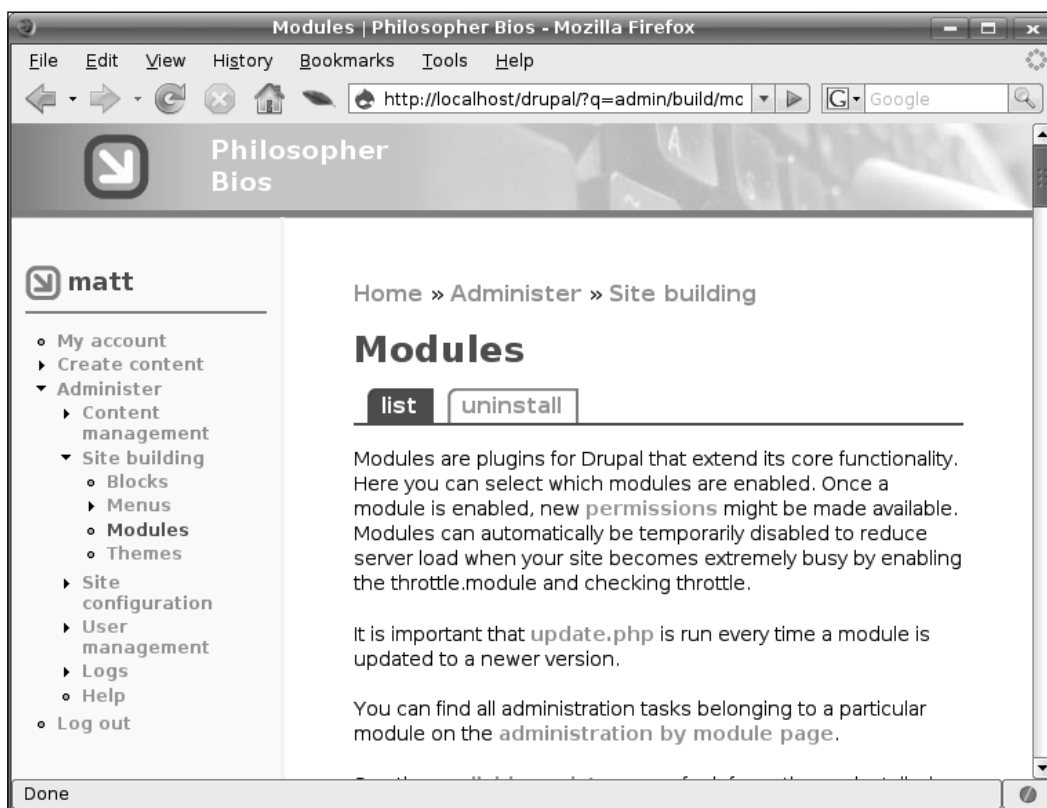 Modules | Philosopher Bios - Mozilla Firefox
File Edit View History Bookmarks Tools Help
http://localhost/drupal/?q=admin/build/mc
G Google
Philosopher
Bios
matt
My account
Create content
Administer
Content
management
Site building
Blocks
Menus
Modules
Themes
Site
configuration
User
management
Logs
Help
Log out
Home » Administer » Site building
Modules
list uninstall
Modules are plugins for Drupal that extend its core functionality.
Here you can select which modules are enabled. Once a
module is enabled, new permissions might be made available.
Modules can automatically be temporarily disabled to reduce
server load when your site becomes extremely busy by enabling
the throttle.module and checking throttle.
It is important that update.php is run every time a module is
updated to a newer version.
You can find all administration tasks belonging to a particular
module on the administration by module page.
Done